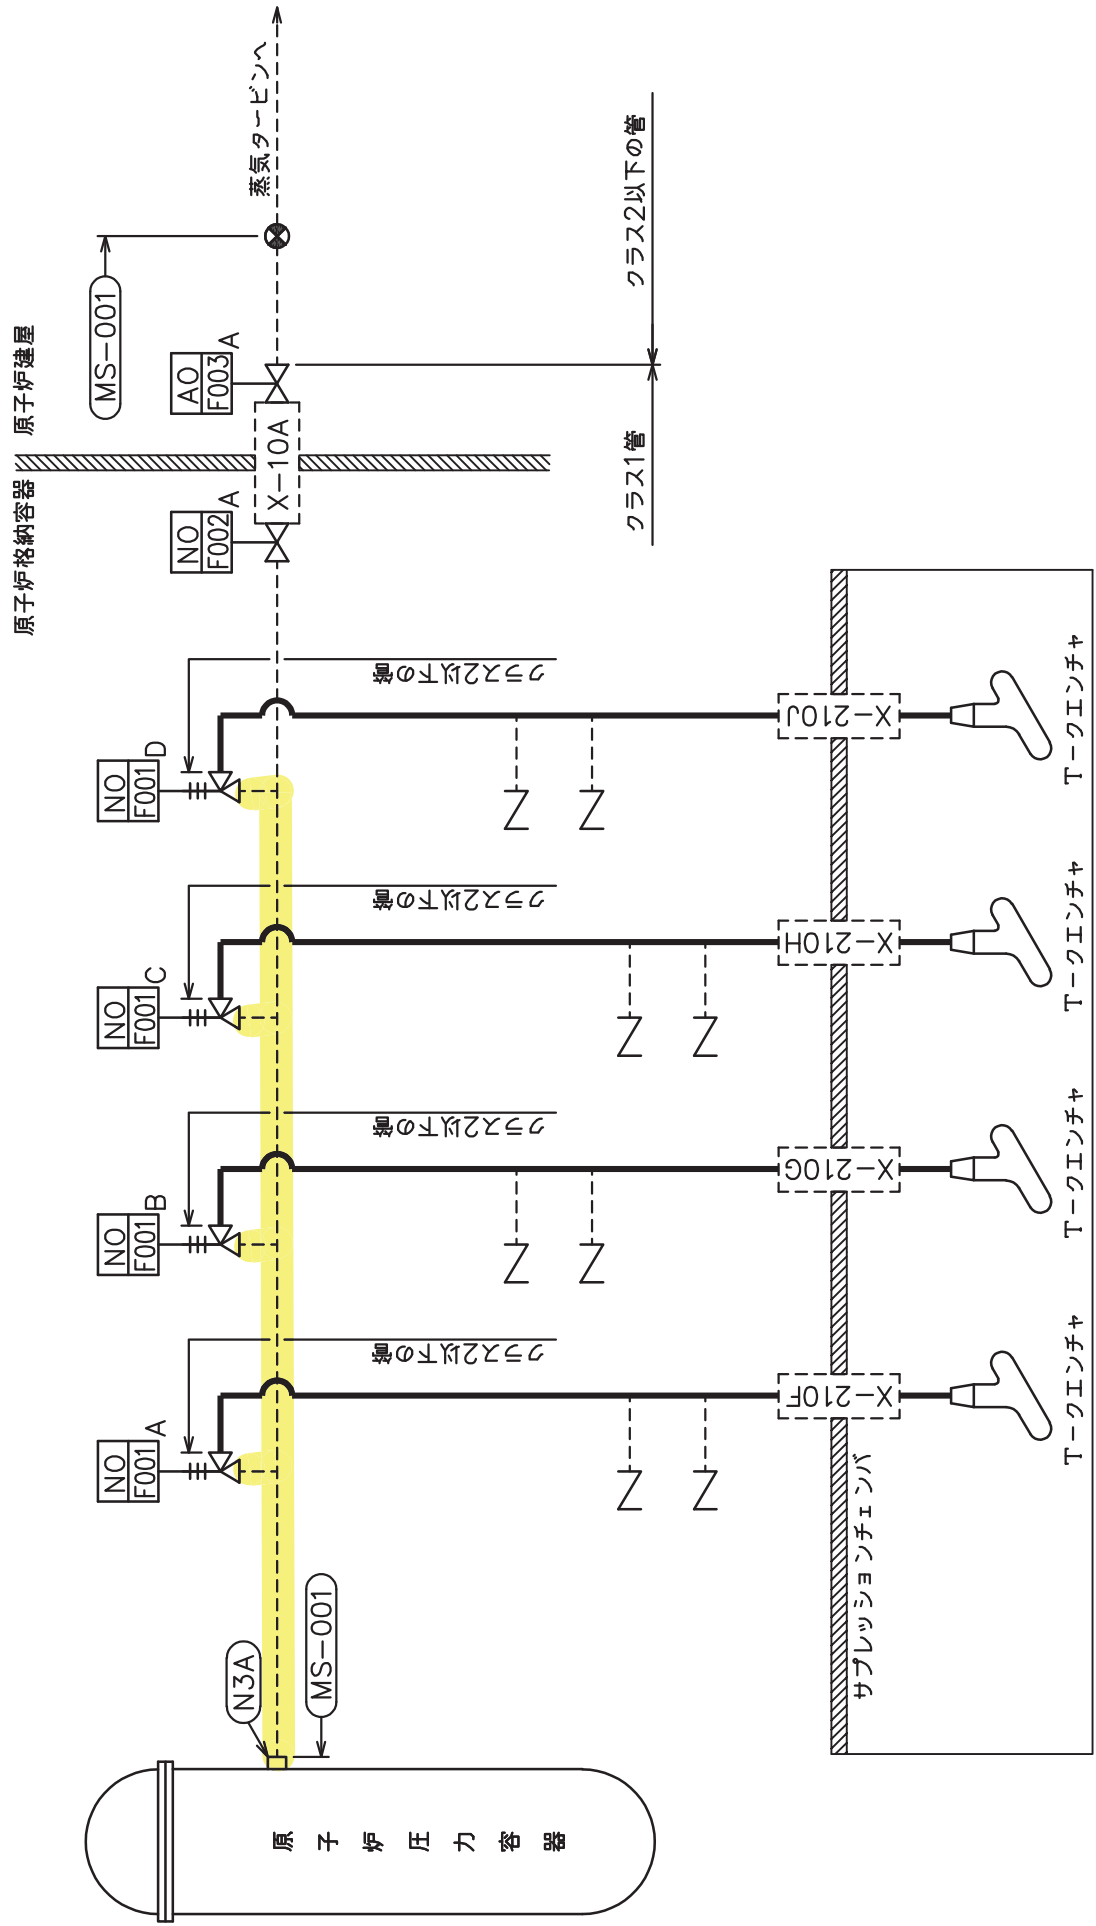 原子炉格納容器
原子炉建屋
MS-001
蒸気タービンへ
NO
F001
A
NO
F001
B
NO
F001
C
NO
F001
D
NO
F002
A
AO
F003
A
X-10A
N3A
MS-001
原子炉圧力容器
クラス2以下の管
クラス2以下の管
クラス2以下の管
クラス2以下の管
クラス1管
クラス2以下の管
X-210F
X-210G
X-210H
X-210J
サプレッションチェンバ
T-クエンチャ
T-クエンチャ
T-クエンチャ
T-クエンチャ